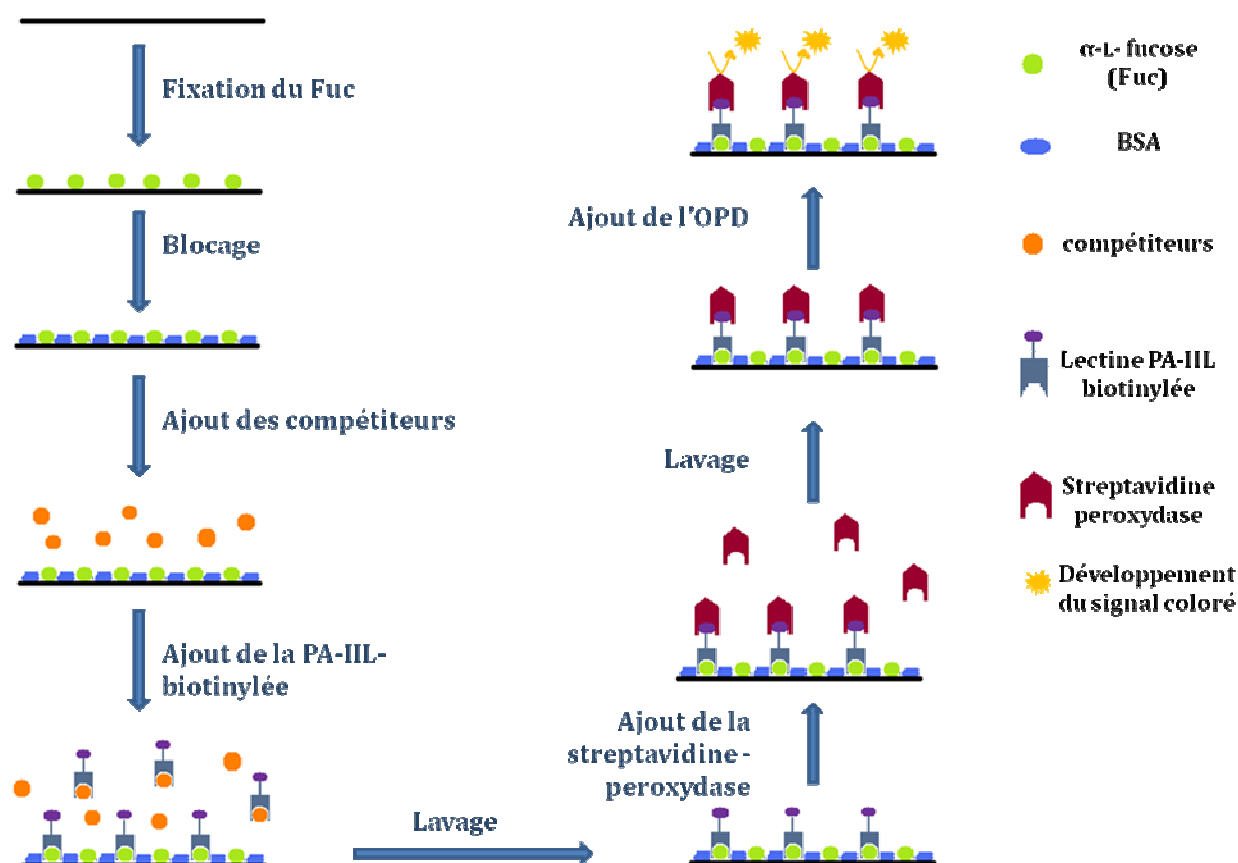 Fixation du Fuc
Blocage
Ajout des compétiteurs
Ajout de la PA-IIL-
biotinylée
Lavage
Ajout de la
streptavidine -
peroxydase
Lavage
Ajout de l'OPD
α-L- fucose
(Fuc)
BSA
compétiteurs
Lectine PA-IIL
biotinylée
Streptavidine
peroxydase
Développement
du signal coloré